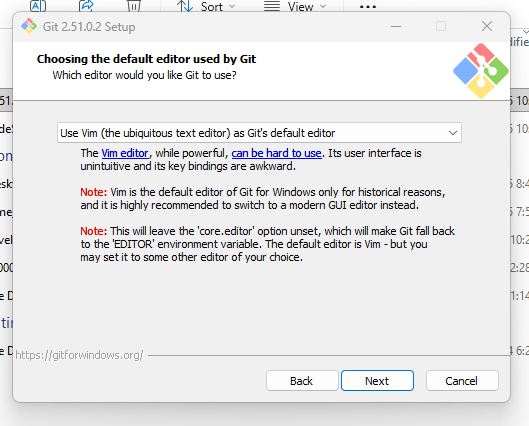 Sort
View
Git 2.51.0.2 Setup
Choosing the default editor used by Git
Which editor would you like Git to use?
Use Vim (the ubiquitous text editor) as Git's default editor
The Vim editor, while powerful, can be hard to use. Its user interface is
unintuitive and its key bindings are awkward.
Note: Vim is the default editor of Git for Windows only for historical reasons,
and it is highly recommended to switch to a modern GUI editor instead.
Note: This will leave the 'core.editor' option unset, which will make Git fall back
to the 'EDITOR' environment variable. The default editor is Vim - but you
may set it to some other editor of your choice.
https://gitforwindows.org/
Back
Next
Cancel